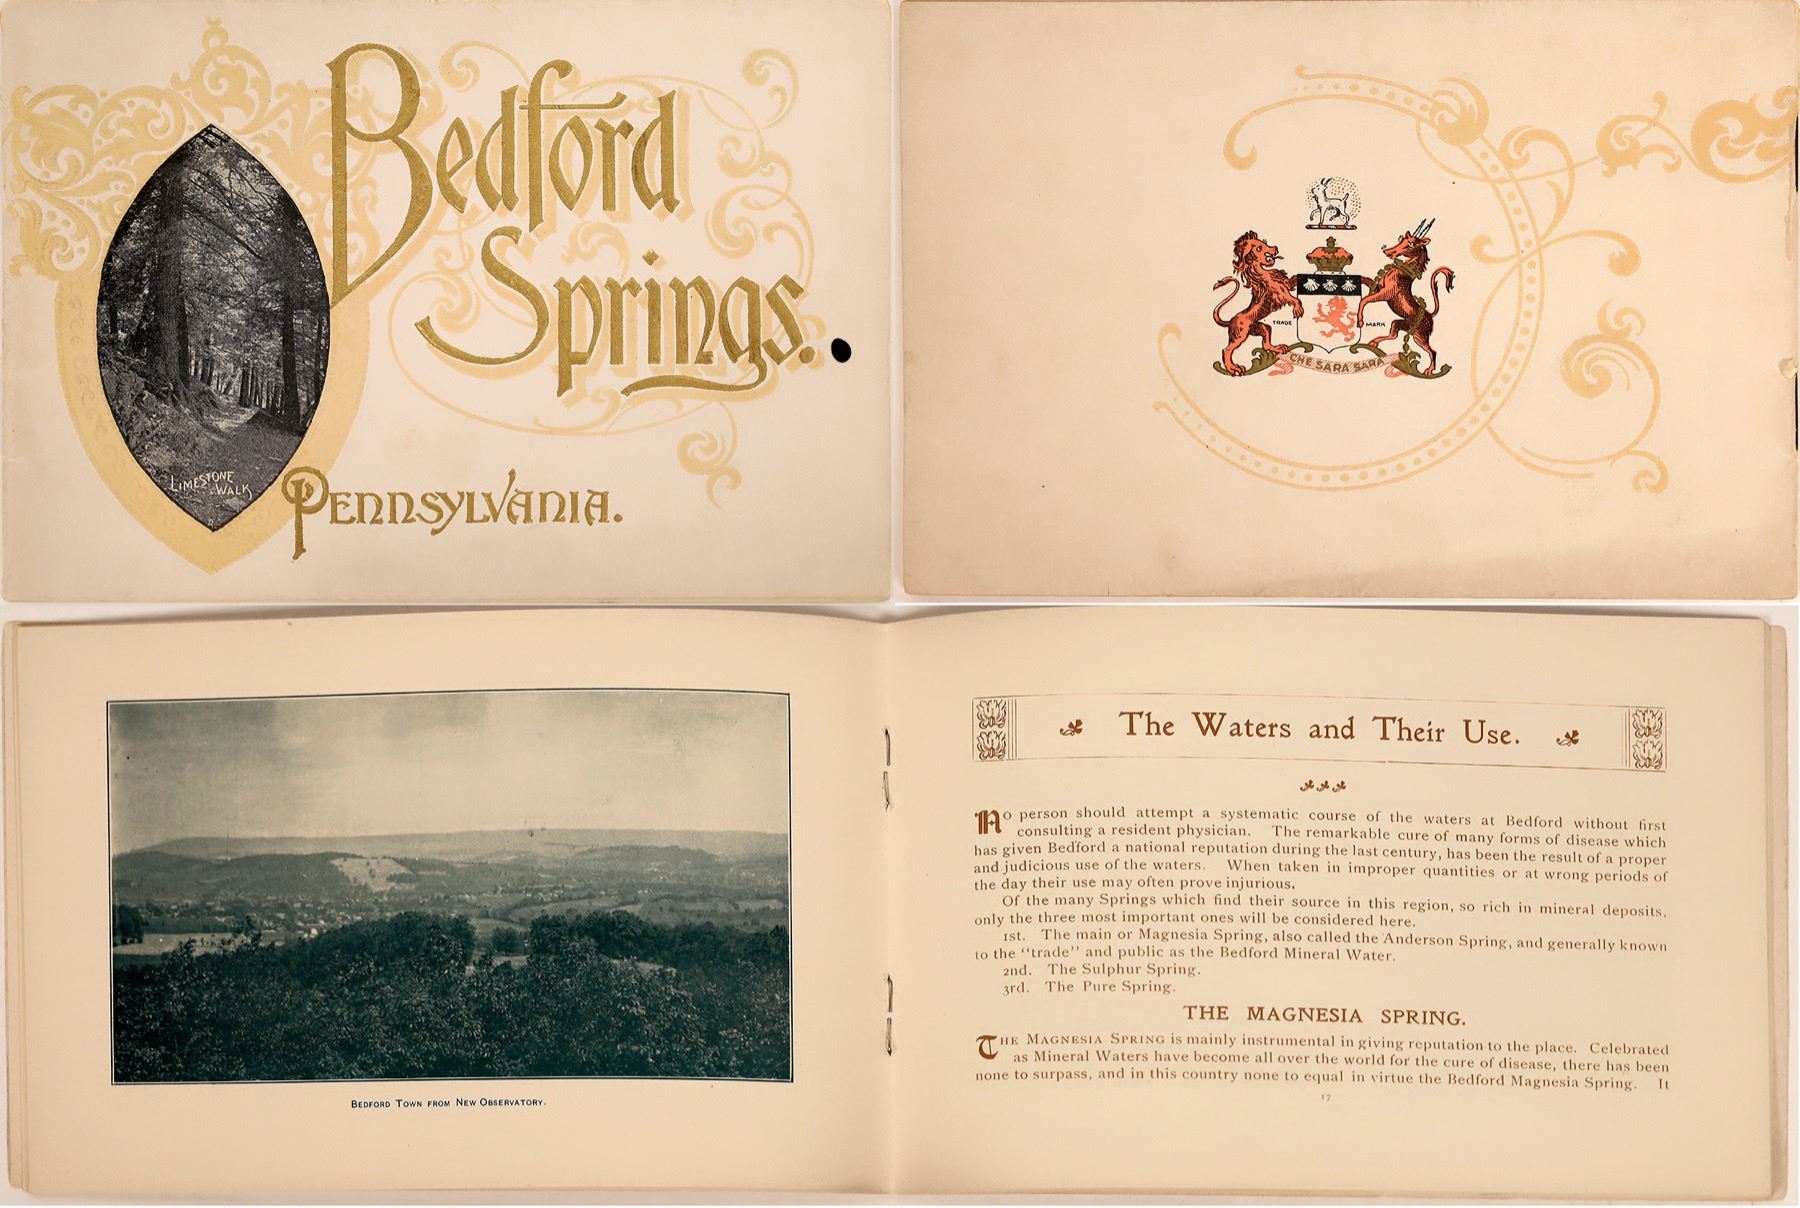 Bedford
Springs.
LIMESTONE
WALK
PENNSYLVANIA.
TRADE MARK
CHE SARA SARA
BEDFORD TOWN FROM NEW OBSERVATORY.
The Waters and Their Use.
No person should attempt a systematic course of the waters at Bedford without first
consulting a resident physician. The remarkable cure of many forms of disease which
has given Bedford a national reputation during the last century, has been the result of a proper
and judicious use of the waters. When taken in improper quantities or at wrong periods of
the day their use may often prove injurious.
Of the many Springs which find their source in this region, so rich in mineral deposits,
only the three most important ones will be considered here.
1st. The main or Magnesia Spring, also called the Anderson Spring, and generally known
to the "trade" and public as the Bedford Mineral Water.
2nd. The Sulphur Spring.
3rd. The Pure Spring.
THE MAGNESIA SPRING.
THE MAGNESIA SPRING is mainly instrumental in giving reputation to the place. Celebrated
as Mineral Waters have become all over the world for the cure of disease, there has been
none to surpass, and in this country none to equal in virtue the Bedford Magnesia Spring. It
17